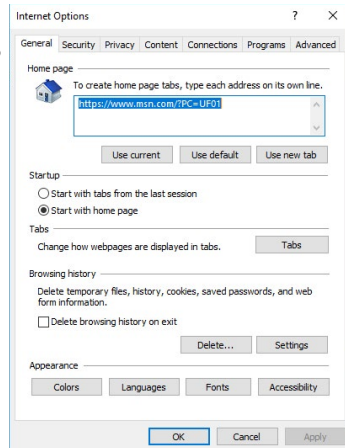 Internet Options ? X
General Security Privacy Content Connections Programs Advanced
Home page
To create home page tabs, type each address on its own line.
https://www.msn.com/?PC=UF01
Use current Use default Use new tab
Startup
Start with tabs from the last session
Start with home page
Tabs
Change how webpages are displayed in tabs. Tabs
Browsing history
Delete temporary files, history, cookies, saved passwords, and web
form information.
Delete browsing history on exit
Delete... Settings
Appearance
Colors Languages Fonts Accessibility
OK Cancel Apply